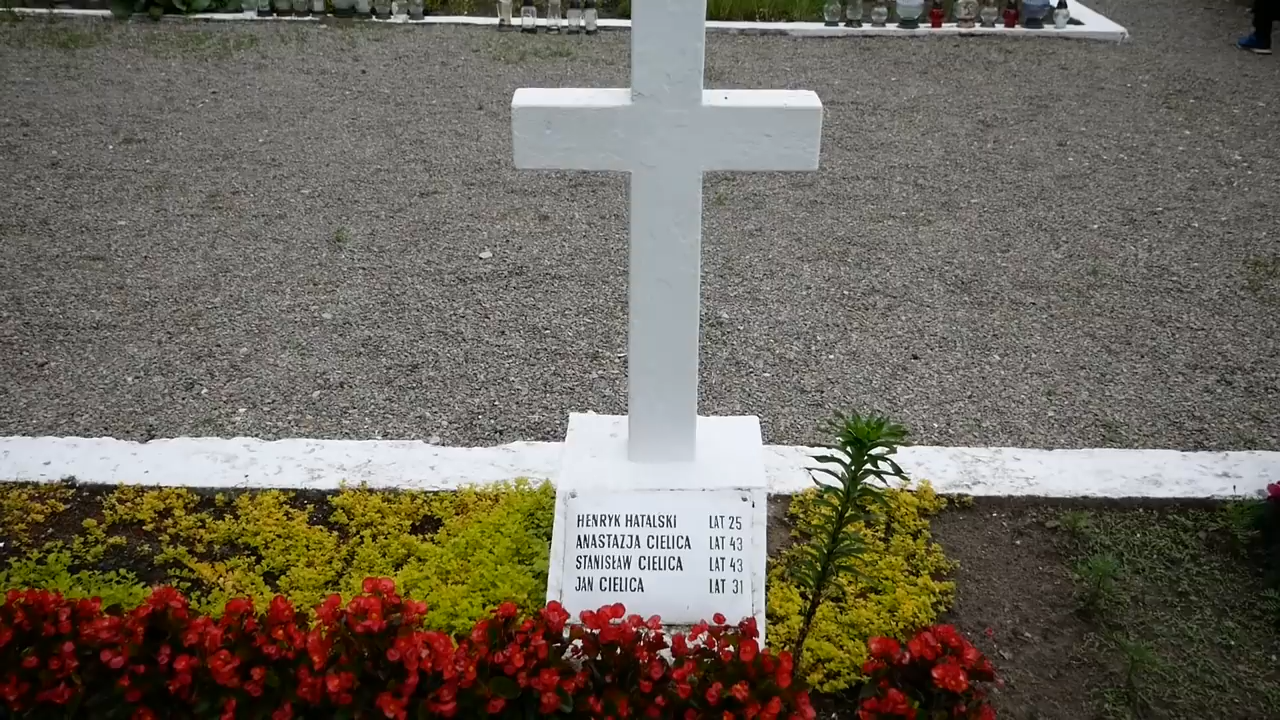 HENRYK HATALSKI LAT 25
ANASTAZJA CIELICA LAT 43
STANISŁAW CIELICA LAT 43
JAN CIELICA LAT 31